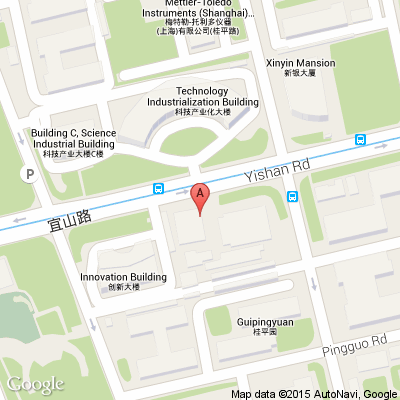 Mettler-Toledo
Instruments (Shanghai)...
梅特勒-托利多仪器
(上海)有限公司(桂平路)
Xinyin Mansion
新银大厦
Technology
Industrialization Building
科技产业化大楼
Building C, Science
Industrial Building
科技产业大楼C楼
P
Yishan Rd
A
宜山路
Innovation Building
创新大楼
Guipingyuan
桂平园
Pingguo Rd
Google
©2015 AutoNavi, Google